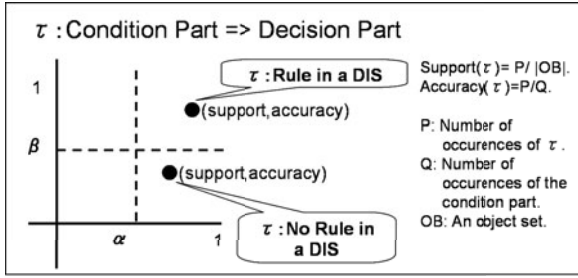 τ : Condition Part => Decision Part
τ : Rule in a DIS
1
(support,accuracy)
β
(support,accuracy)
α
1
τ : No Rule in
a DIS
Support(τ)= P/ |OB|.
Accuracy(τ)=P/Q.
P: Number of
occurences of τ .
Q: Number of
occurences of the
condition part.
OB: An object set.